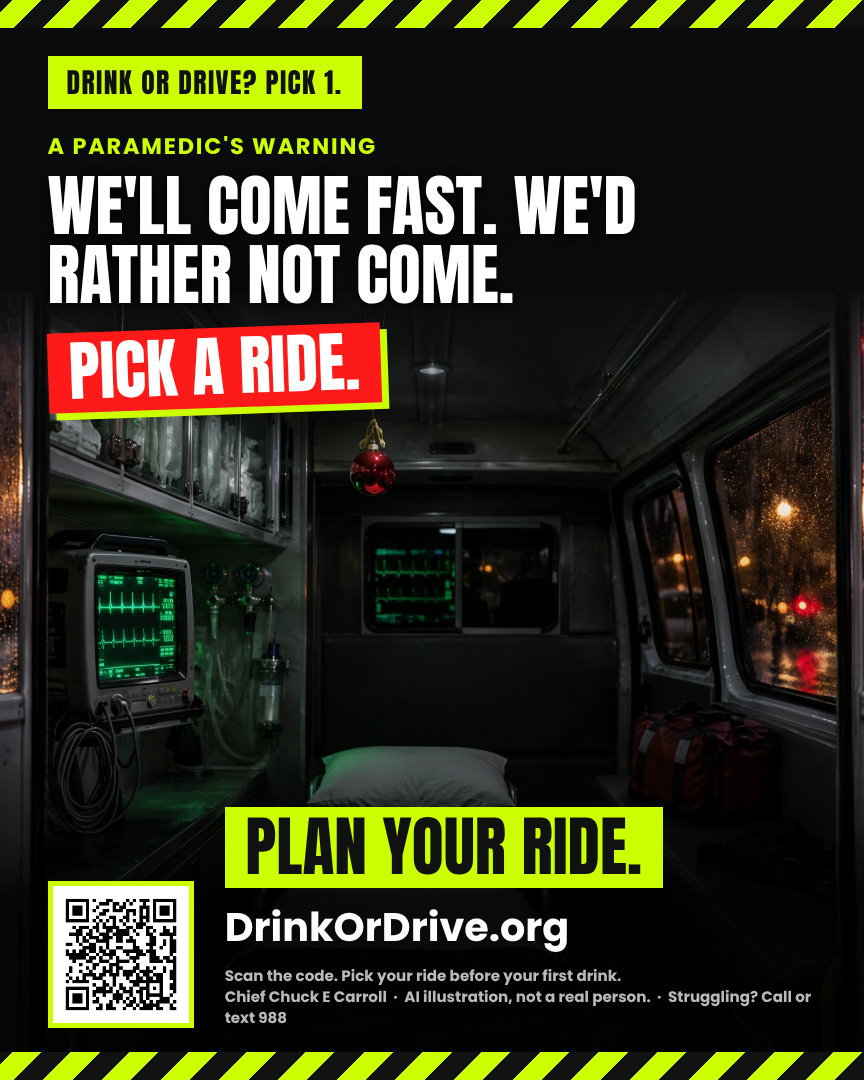 DRINK OR DRIVE? PICK 1.
A PARAMEDIC'S WARNING
WE'LL COME FAST. WE'D
RATHER NOT COME.
PICK A RIDE.
PLAN YOUR RIDE.
DrinkOrDrive.org
Scan the code. Pick your ride before your first drink.
Chief Chuck E Carroll · AI illustration, not a real person. · Struggling? Call or
text 988